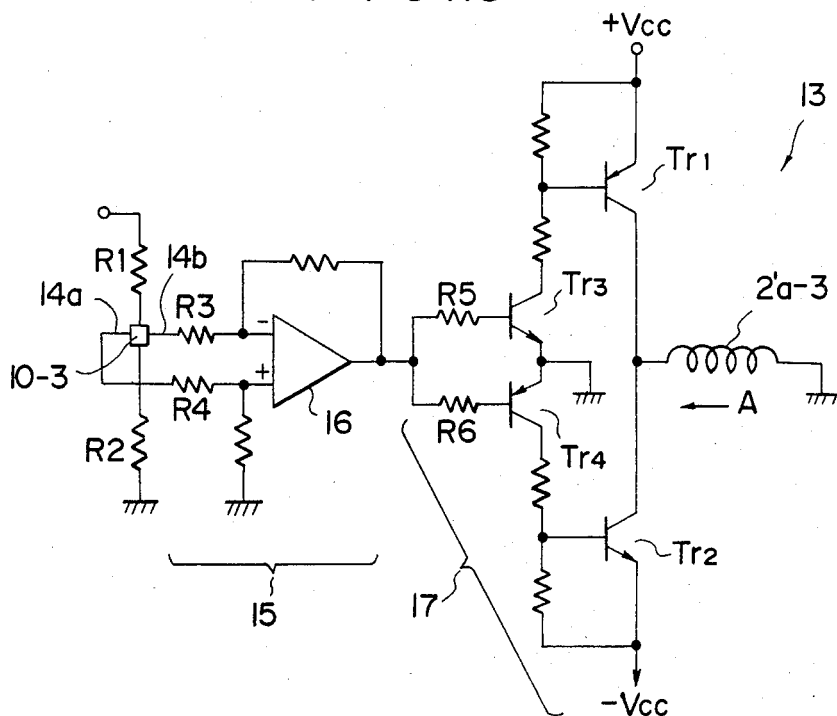 +Vcc
13
Tr1
R1
14b
14a
R3
R5
Tr3
2'a-3
10-3
-
+
R4
16
R6
A
R2
Tr4
Tr2
15
17
-Vcc